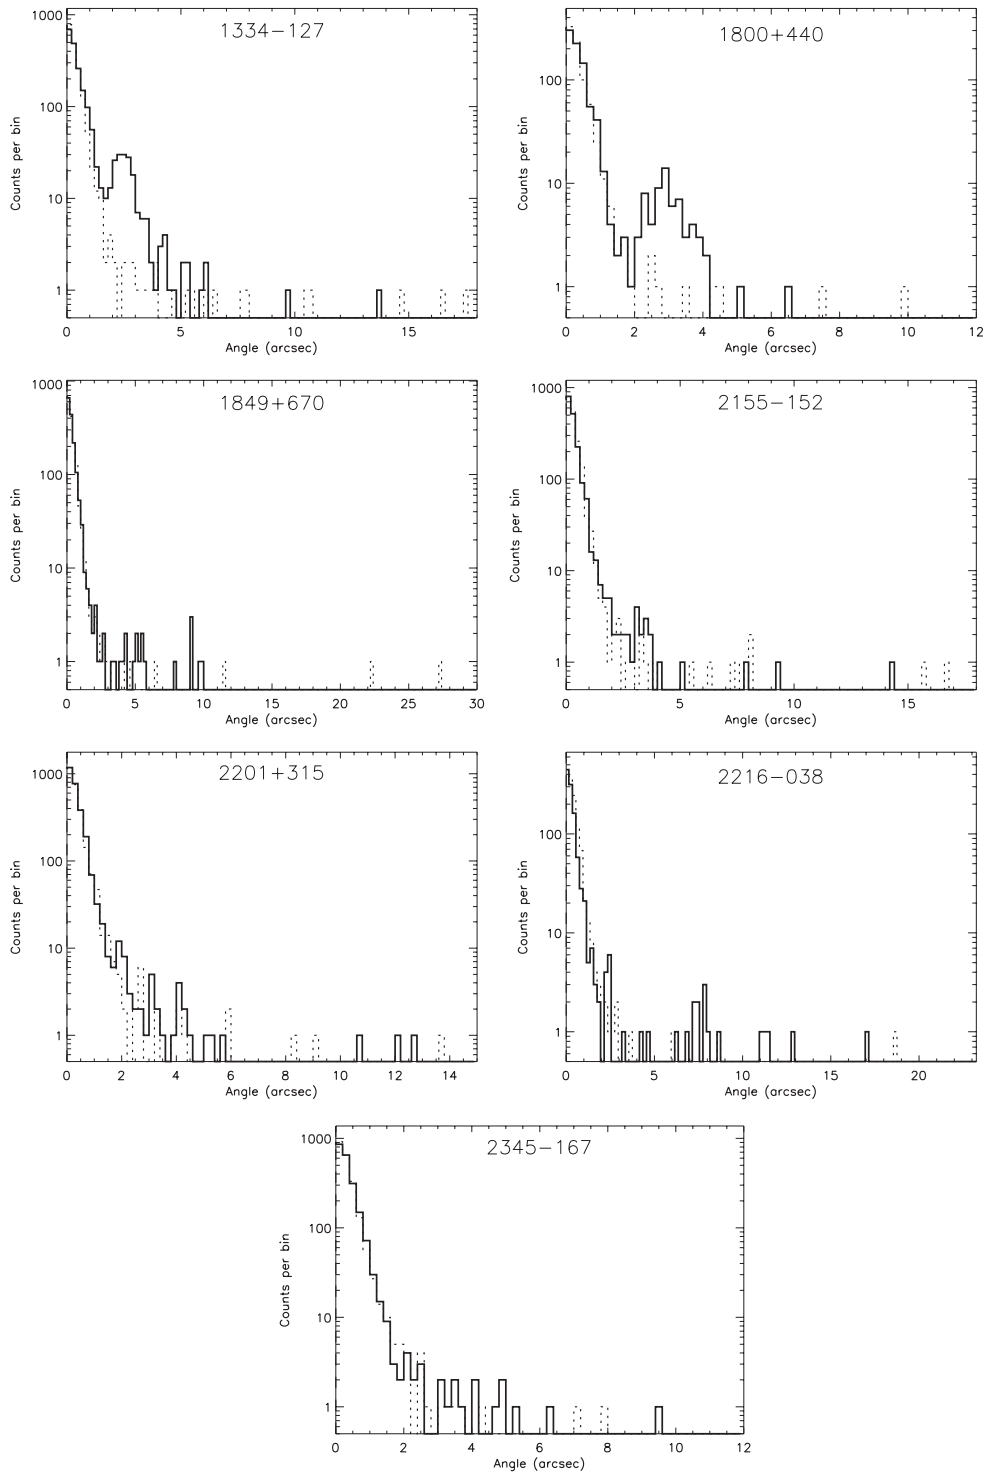 1334−127
1000
100
10
1
Counts per bin
0 5 10 15
Angle (arcsec)
1800+440
100
10
1
Counts per bin
0 2 4 6 8 10 12
Angle (arcsec)
1849+670
1000
100
10
1
Counts per bin
0 5 10 15 20 25 30
Angle (arcsec)
2155−152
1000
100
10
1
Counts per bin
0 5 10 15
Angle (arcsec)
2201+315
1000
100
10
1
Counts per bin
0 2 4 6 8 10 12 14
Angle (arcsec)
2216−038
100
10
1
Counts per bin
0 5 10 15 20
Angle (arcsec)
2345−167
1000
100
10
1
Counts per bin
0 2 4 6 8 10 12
Angle (arcsec)